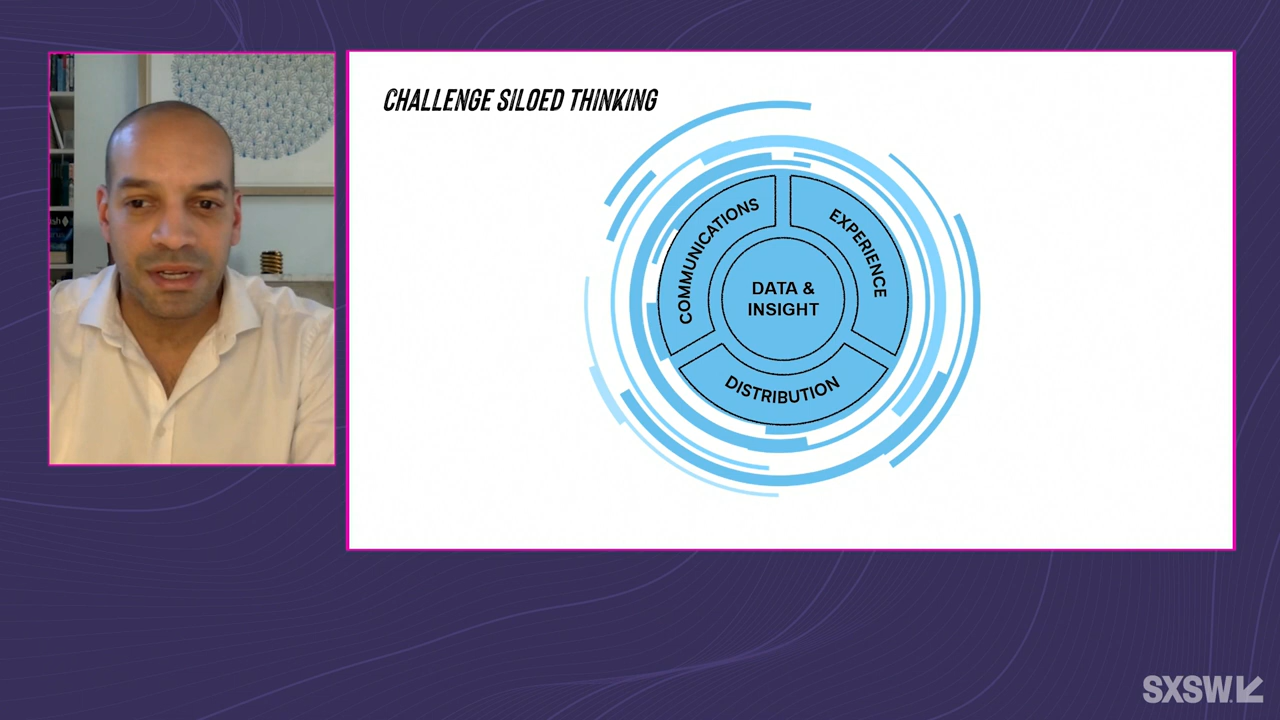 CHALLENGE SILOED THINKING
COMMUNICATIONS
EXPERIENCE
DATA &
INSIGHT
DISTRIBUTION
SXSW